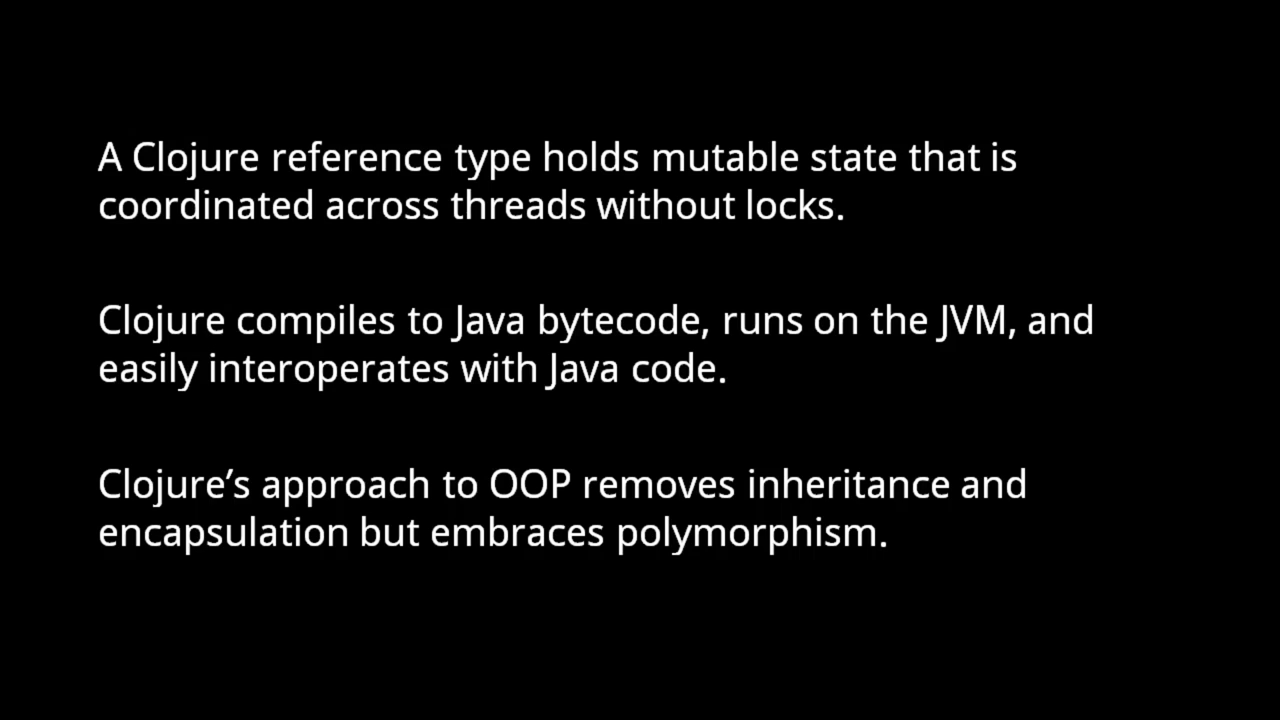 A Clojure reference type holds mutable state that is
coordinated across threads without locks.
Clojure compiles to Java bytecode, runs on the JVM, and
easily interoperates with Java code.
Clojure’s approach to OOP removes inheritance and
encapsulation but embraces polymorphism.